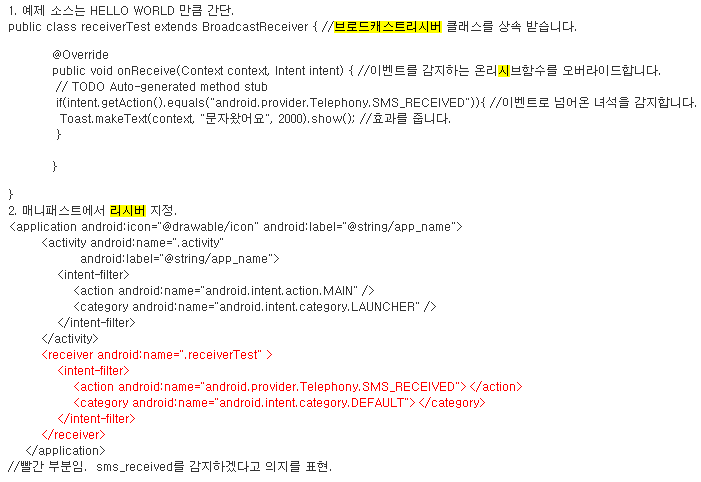 1. 예제 소스는 HELLO WORLD 만큼 간단.
public class receiverTest extends BroadcastReceiver { //브로드캐스트리시버 클래스를 상속 받습니다.
@Override
public void onReceive(Context context, Intent intent) { //이벤트를 감지하는 온리시브함수를 오버라이드합니다.
// TODO Auto-generated method stub
if(intent.getAction().equals("android.provider.Telephony.SMS_RECEIVED")){ //이벤트로 넘어온 녀석을 감지합니다.
Toast.makeText(context, "문자왔어요", 2000).show(); //효과를 줍니다.
}
}
}
2. 매니패스트에서 리시버 지정.
<application android:icon="@drawable/icon" android:label="@string/app_name">
<activity android:name=".activity"
android:label="@string/app_name">
<intent-filter>
<action android:name="android.intent.action.MAIN" />
<category android:name="android.intent.category.LAUNCHER" />
</intent-filter>
</activity>
<receiver android:name=".receiverTest" >
<intent-filter>
<action android:name="android.provider.Telephony.SMS_RECEIVED"></action>
<category android:name="android.intent.category.DEFAULT"></category>
</intent-filter>
</receiver>
</application>
//빨간 부분임. sms_received를 감지하겠다고 의지를 표현.